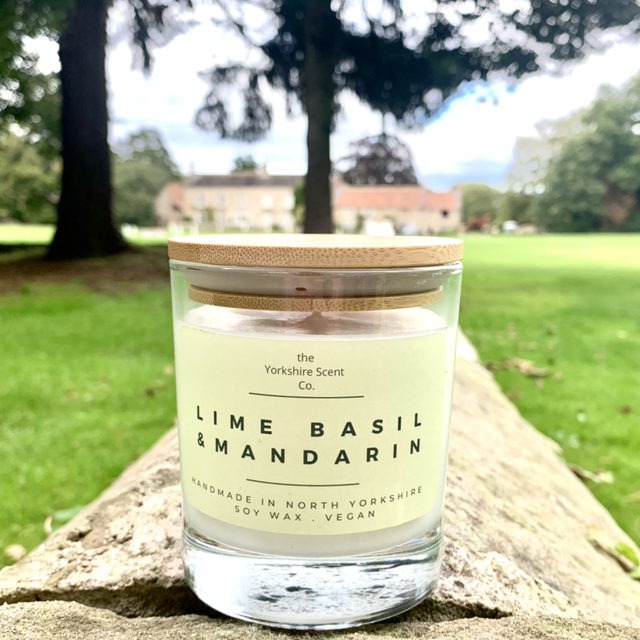 the
Yorkshire Scent
Co.
LIME BASIL
& MANDARIN
HANDMADE IN NORTH YORKSHIRE
SOY WAX . VEGAN